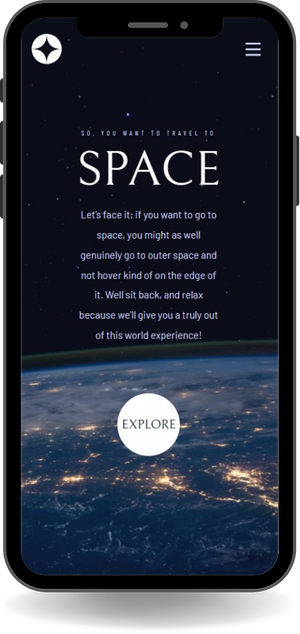 SO, YOU WANT TO TRAVEL TO
SPACE
Let's face it; if you want to go to
space, you might as well
genuinely go to outer space and
not hover kind of on the edge of
it. Well sit back, and relax
because we'll give you a truly out
of this world experience!
EXPLORE